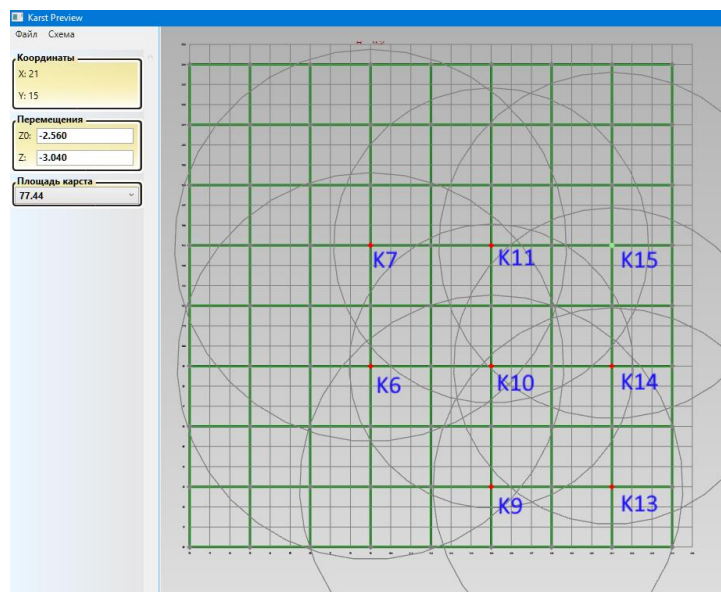 Karst Preview
Файл Схема
Координаты
X: 21
Y: 15
Перемещения
Z0: -2.560
Z: -3.040
Площадь карста
77.44
K7
K11
K15
K6
K10
K14
K9
K13